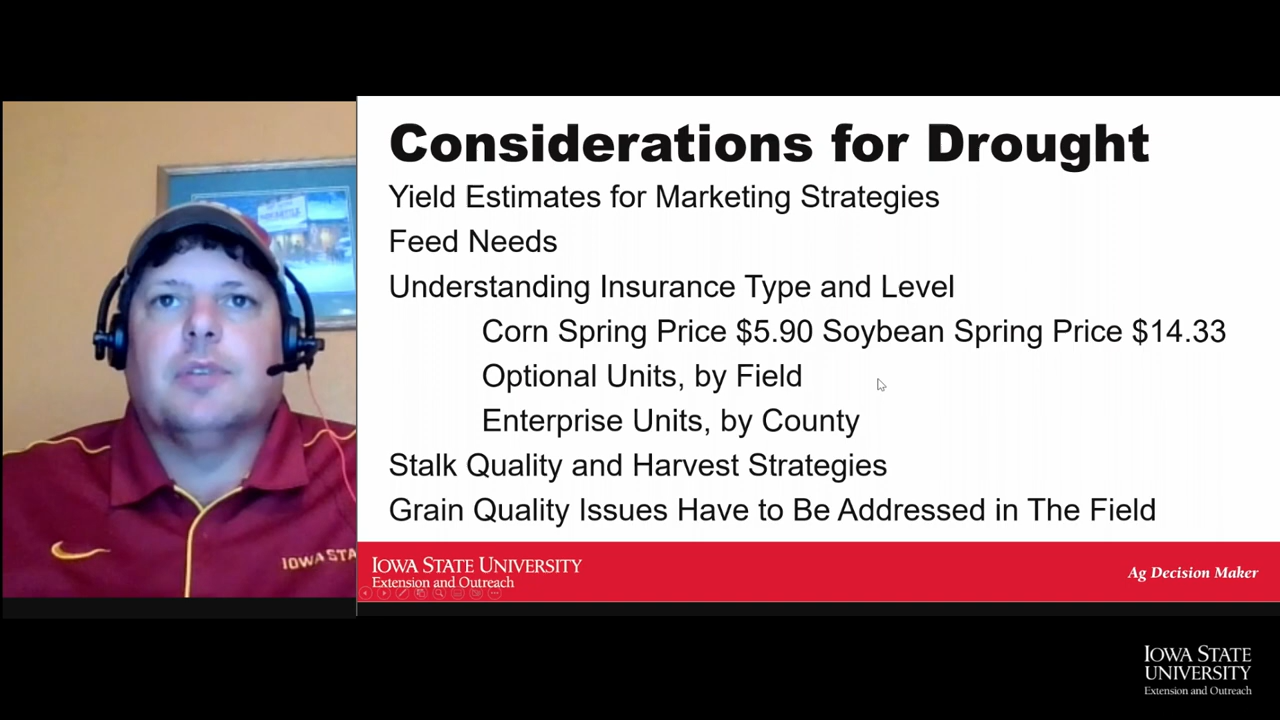 Considerations for Drought
Yield Estimates for Marketing Strategies
Feed Needs
Understanding Insurance Type and Level
Corn Spring Price $5.90 Soybean Spring Price $14.33
Optional Units, by Field
Enterprise Units, by County
Stalk Quality and Harvest Strategies
Grain Quality Issues Have to Be Addressed in The Field
IOWA STATE UNIVERSITY
Extension and Outreach
Ag Decision Maker
IOWA STA
IOWA STATE
UNIVERSITY
Extension and Outreach